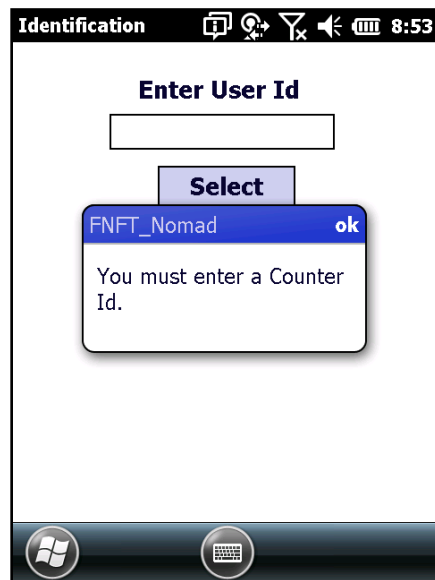 Identification 8:53
Enter User Id
Select
FNFT_Nomad ok
You must enter a Counter
Id.